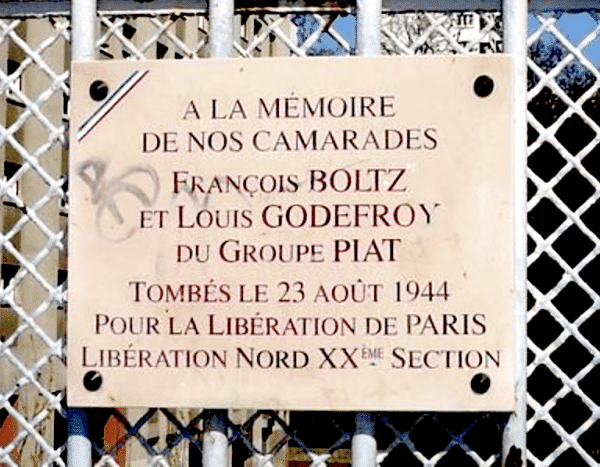 A LA MÉMOIRE
DE NOS CAMARADES
FRANÇOIS BOLTZ
ET LOUIS GODEFROY
DU GROUPE PIAT
TOMBÉS LE 23 AOÛT 1944
POUR LA LIBÉRATION DE PARIS
LIBÉRATION NORD XXÈME SECTION